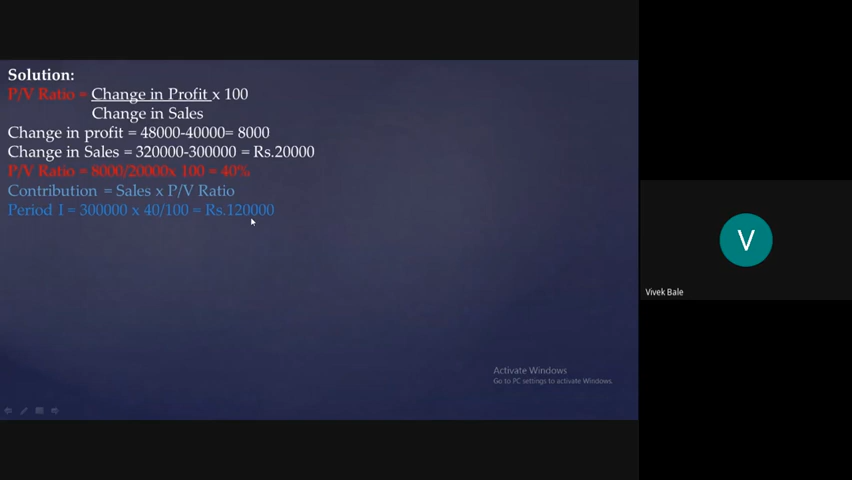 Solution:
P/V Ratio = Change in Profit x 100
Change in Sales
Change in profit = 48000-40000= 8000
Change in Sales = 320000-300000 = Rs.20000
P/V Ratio = 8000/20000x 100 = 40%
Contribution = Sales x P/V Ratio
Period I = 300000 x 40/100 = Rs.120000
V
Vivek Bale
Activate Windows
Go to PC settings to activate Windows.